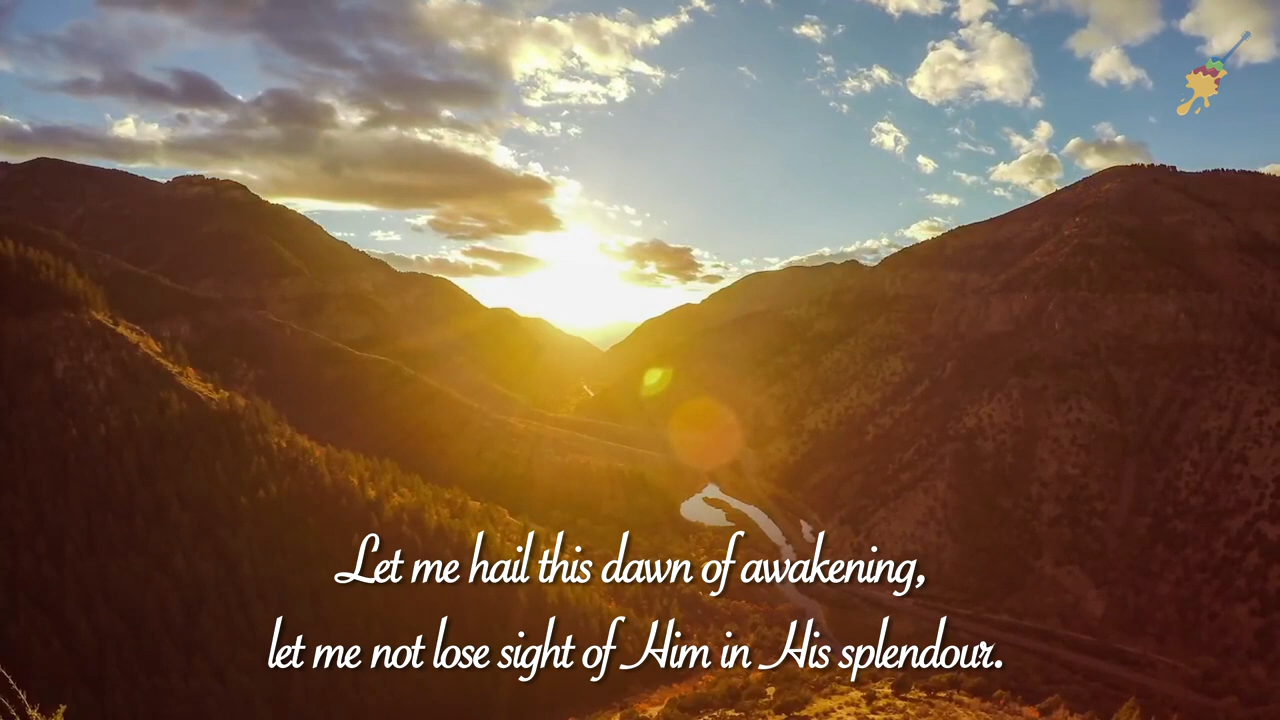 Let me hail this dawn of awakening,
let me not lose sight of Him in His splendour.